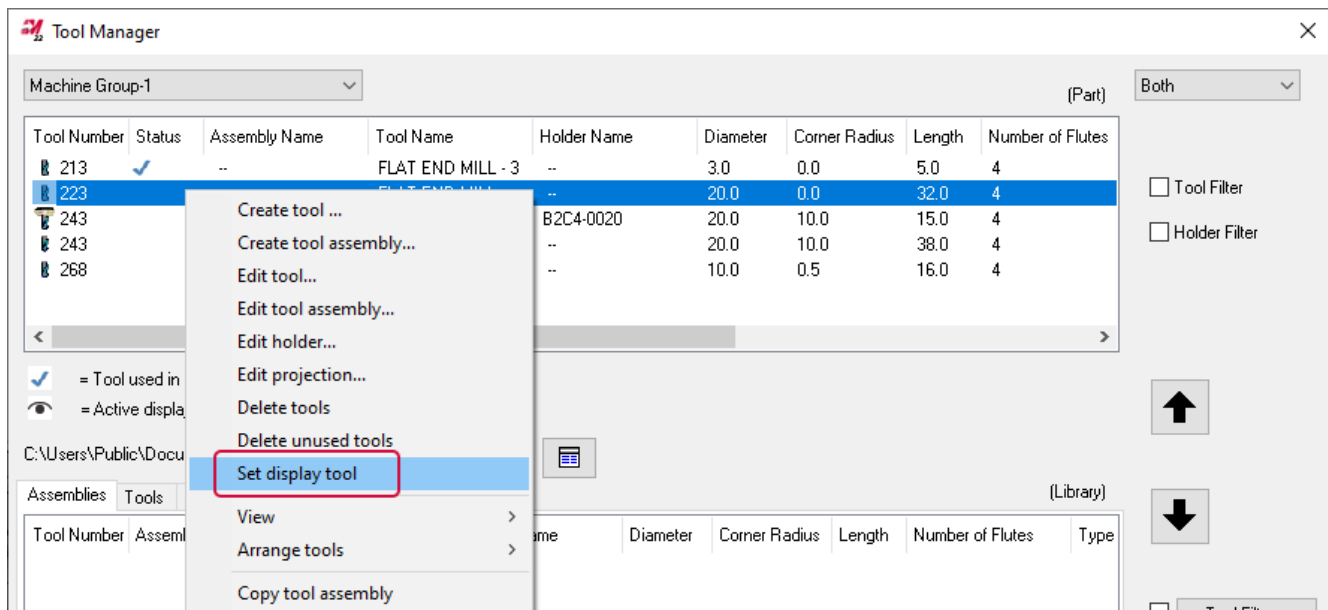 22 Tool Manager
Machine Group-1
(Part)
Both
Tool Number Status Assembly Name Tool Name Holder Name Diameter Corner Radius Length Number of Flutes
213 -- FLAT END MILL - 3 -- 3.0 0.0 5.0 4
223 -- 20.0 0.0 32.0 4
243 B2C4-0020 20.0 10.0 15.0 4
243 -- 20.0 10.0 38.0 4
268 -- 10.0 0.5 16.0 4
Tool Filter
Holder Filter
Create tool ...
Create tool assembly...
Edit tool...
Edit tool assembly...
Edit holder...
Edit projection...
Delete tools
Delete unused tools
Set display tool
View
Arrange tools
Copy tool assembly
= Tool used in
= Active displa
C:\Users\Public\Docu
Assemblies Tools
(Library)
Tool Number Assem ame Diameter Corner Radius Length Number of Flutes Type